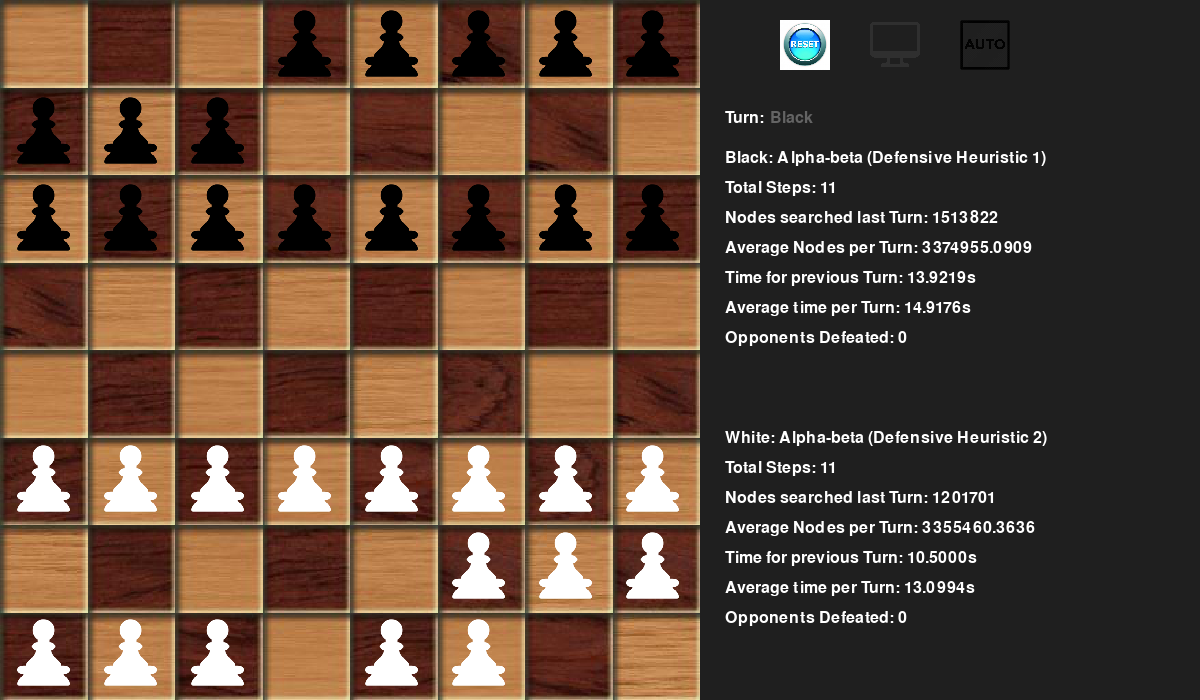 RESET
AUTO
Turn: Black
Black: Alpha-beta (Defensive Heuristic 1)
Total Steps: 11
Nodes searched last Turn: 1513822
Average Nodes per Turn: 3374955.0909
Time for previous Turn: 13.9219s
Average time per Turn: 14.9176s
Opponents Defeated: 0
White: Alpha-beta (Defensive Heuristic 2)
Total Steps: 11
Nodes searched last Turn: 1201701
Average Nodes per Turn: 3355460.3636
Time for previous Turn: 10.5000s
Average time per Turn: 13.0994s
Opponents Defeated: 0